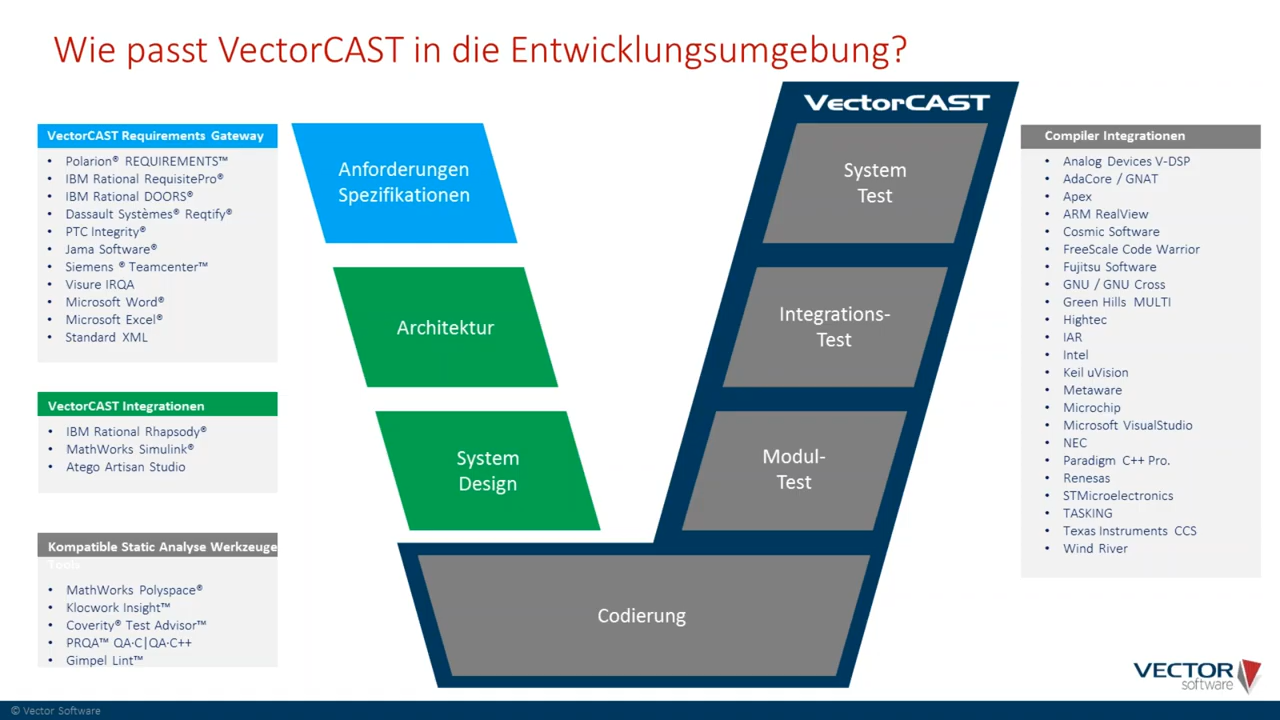 Wie passt VectorCAST in die Entwicklungsumgebung?
VectorCAST Requirements Gateway
• Polarion® REQUIREMENTS™
• IBM Rational RequisitePro®
• IBM Rational DOORS®
• Dassault Systèmes® Reqtify®
• PTC Integrity®
• Jama Software®
• Siemens ® Teamcenter™
• Visure IRQA
• Microsoft Word®
• Microsoft Excel®
• Standard XML
VectorCAST Integrationen
• IBM Rational Rhapsody®
• MathWorks Simulink®
• Atego Artisan Studio
Kompatible Static Analyse Werkzeuge
Tools
• MathWorks Polyspace®
• Klocwork Insight™
• Coverity® Test Advisor™
• PRQA™ QA·C|QA·C++
• Gimpel Lint™
Anforderungen
Spezifikationen
Architektur
System
Design
Codierung
VectorCAST
System
Test
Integrations-
Test
Modul-
Test
Compiler Integrationen
• Analog Devices V-DSP
• AdaCore / GNAT
• Apex
• ARM RealView
• Cosmic Software
• FreeScale Code Warrior
• Fujitsu Software
• GNU / GNU Cross
• Green Hills MULTI
• Hightec
• IAR
• Intel
• Keil uVision
• Metaware
• Microchip
• Microsoft VisualStudio
• NEC
• Paradigm C++ Pro.
• Renesas
• STMicroelectronics
• TASKING
• Texas Instruments CCS
• Wind River
VECTOR
software
© Vector Software